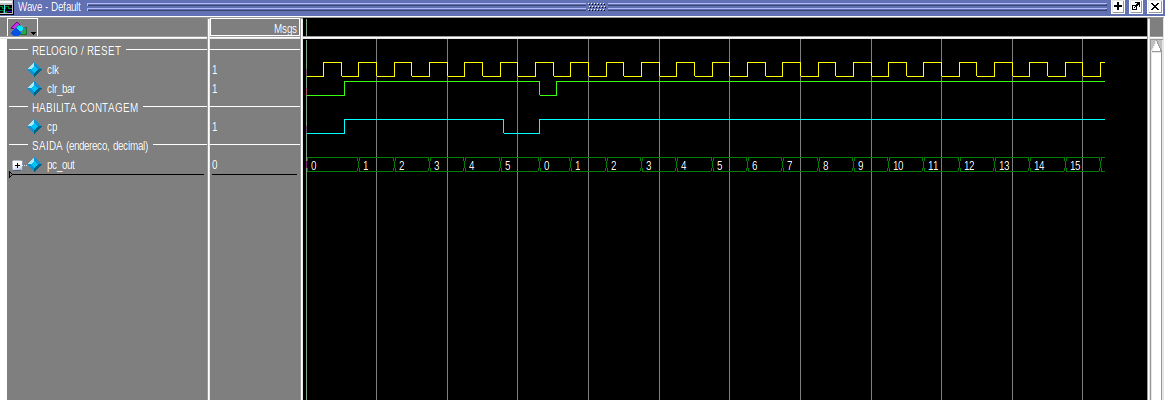 Wave - Default
Msgs
RELOGIO / RESET
clk 1
clr_bar 1
HABILITA CONTAGEM
cp 1
SAIDA (endereco, decimal)
pc_out 0 0 1 2 3 4 5 0 1 2 3 4 5 6 7 8 9 10 11 12 13 14 15